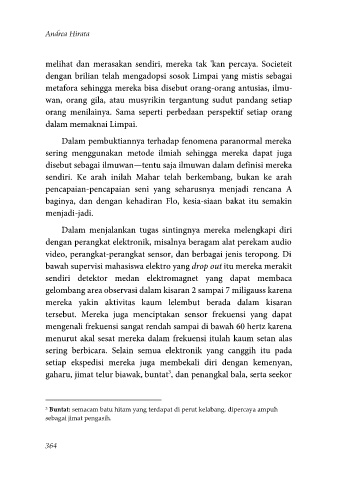 Andrea Hirata
melihat dan merasakan sendiri, mereka tak 'kan percaya. Societeit
dengan brilian telah mengadopsi sosok Limpai yang mistis sebagai
metafora sehingga mereka bisa disebut orang-orang antusias, ilmu-
wan, orang gila, atau musyrikin tergantung sudut pandang setiap
orang menilainya. Sama seperti perbedaan perspektif setiap orang
dalam memaknai Limpai.
Dalam pembuktiannya terhadap fenomena paranormal mereka
sering menggunakan metode ilmiah sehingga mereka dapat juga
disebut sebagai ilmuwan—tentu saja ilmuwan dalam definisi mereka
sendiri. Ke arah inilah Mahar telah berkembang, bukan ke arah
pencapaian-pencapaian seni yang seharusnya menjadi rencana A
baginya, dan dengan kehadiran Flo, kesia-siaan bakat itu semakin
menjadi-jadi.
Dalam menjalankan tugas sintingnya mereka melengkapi diri
dengan perangkat elektronik, misalnya beragam alat perekam audio
video, perangkat-perangkat sensor, dan berbagai jenis teropong. Di
bawah supervisi mahasiswa elektro yang drop out itu mereka merakit
sendiri detektor medan elektromagnet yang dapat membaca
gelombang area observasi dalam kisaran 2 sampai 7 miligauss karena
mereka yakin aktivitas kaum lelembut berada dalam kisaran
tersebut. Mereka juga menciptakan sensor frekuensi yang dapat
mengenali frekuensi sangat rendah sampai di bawah 60 hertz karena
menurut akal sesat mereka dalam frekuensi itulah kaum setan alas
sering berbicara. Selain semua elektronik yang canggih itu pada
setiap ekspedisi mereka juga membekali diri dengan kemenyan,
gaharu, jimat telur biawak, buntat⁵, dan penangkal bala, serta seekor
⁵ Buntat: semacam batu hitam yang terdapat di perut kelabang, dipercaya ampuh
sebagai jimat pengasih.
364